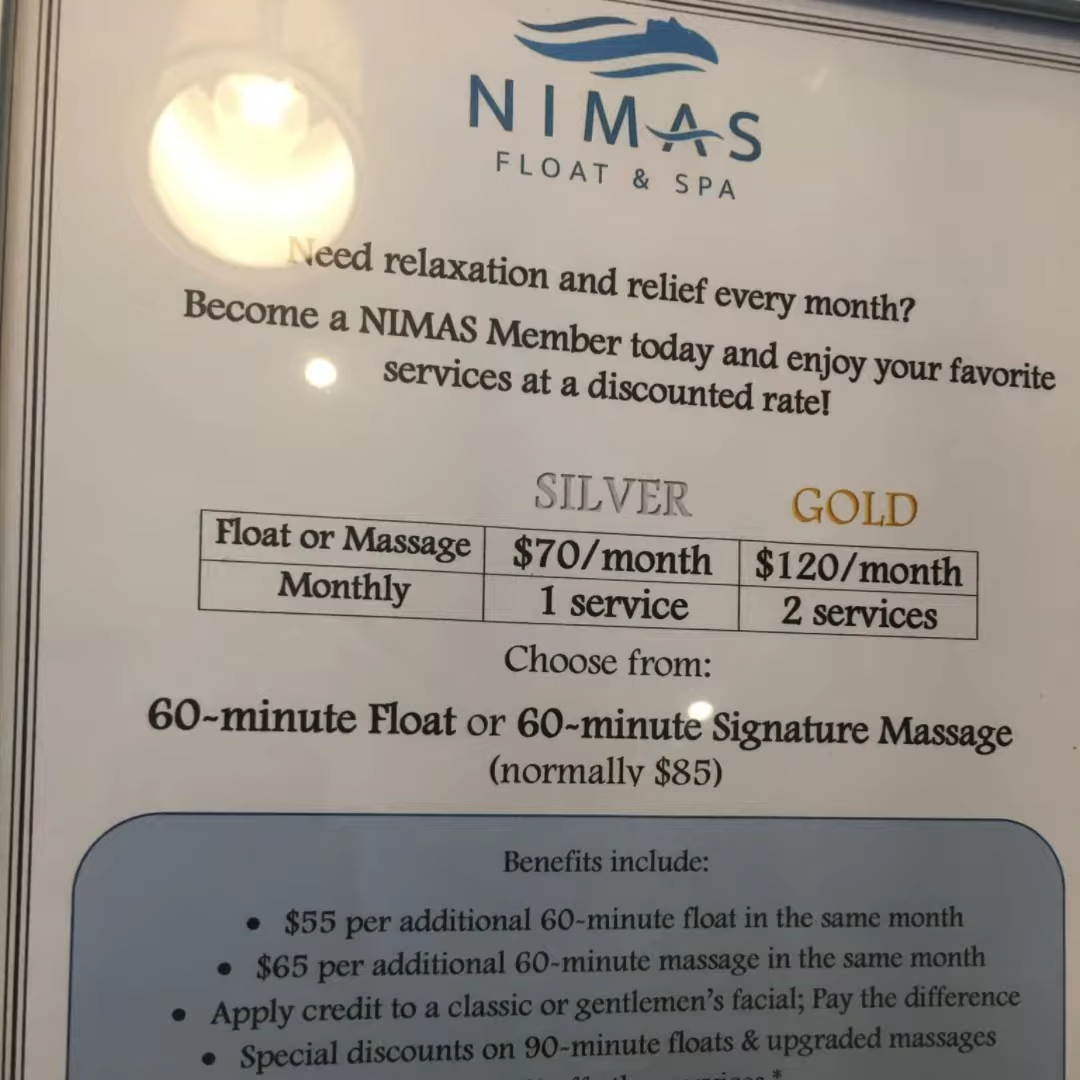 NIMAS
FLOAT & SPA
Need relaxation and relief every month?
Become a NIMAS Member today and enjoy your favorite
services at a discounted rate!
SILVER GOLD
Float or Massage $70/month $120/month
Monthly 1 service 2 services
Choose from:
60-minute Float or 60-minute Signature Massage
(normally $85)
Benefits include:
• $55 per additional 60-minute float in the same month
• $65 per additional 60-minute massage in the same month
• Apply credit to a classic or gentlemen's facial; Pay the difference
• Special discounts on 90-minute floats & upgraded massages